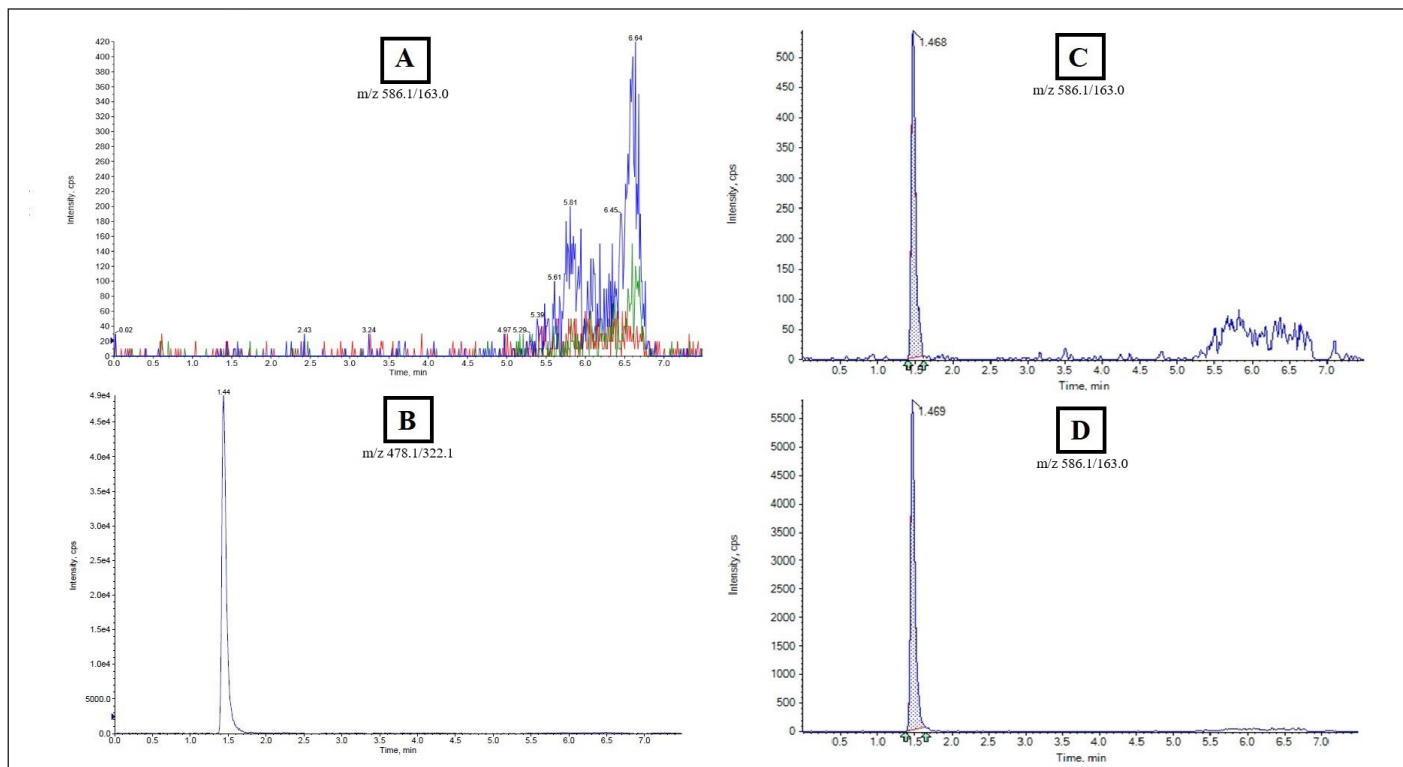 A
m/z 586.1/163.0
Intensity, cps
420
400
380
360
340
320
300
280
260
240
220
200
180
160
140
120
100
80
60
40
20
0
0.02
2.43
3.24
4.97
5.29
5.39
5.61
5.81
6.45
6.64
0.0 0.5 1.0 1.5 2.0 2.5 3.0 3.5 4.0 4.5 5.0 5.5 6.0 6.5 7.0
Time, min
B
m/z 478.1/322.1
1.44
Intensity, cps
4.9e4
4.5e4
4.0e4
3.5e4
3.0e4
2.5e4
2.0e4
1.5e4
1.0e4
5000.0
0.0
0.0 0.5 1.0 1.5 2.0 2.5 3.0 3.5 4.0 4.5 5.0 5.5 6.0 6.5 7.0
Time, min
C
m/z 586.1/163.0
1.468
Intensity, cps
500
450
400
350
300
250
200
150
100
50
0
0.5 1.0 1.5 2.0 2.5 3.0 3.5 4.0 4.5 5.0 5.5 6.0 6.5 7.0
Time, min
D
m/z 586.1/163.0
1.469
Intensity, cps
5500
5000
4500
4000
3500
3000
2500
2000
1500
1000
500
0
0.5 1.0 1.5 2.0 2.5 3.0 3.5 4.0 4.5 5.0 5.5 6.0 6.5 7.0
Time, min